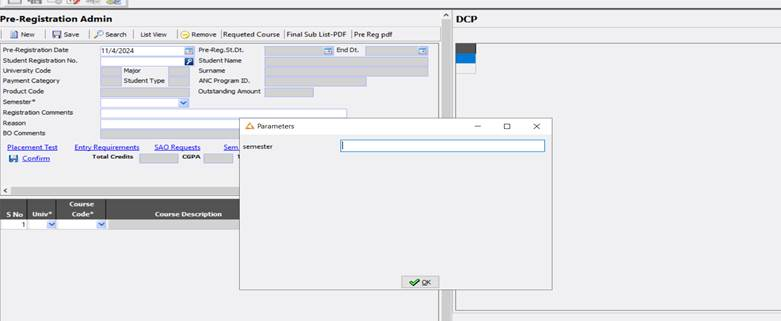 Pre-Registration Admin
DCP
New Save Search List View Remove Requeted Course Final Sub List-PDF Pre Reg pdf
Pre-Registration Date 11/4/2024 Pre-Reg.St.Dt. End Dt.
Student Registration No. Student Name
University Code Major Surname
Payment Category Student Type ANC Program ID.
Product Code Outstanding Amount
Semester*
Registration Comments
Reason
BO Comments
Parameters
semester
Placement Test Entry Requirements SAO Requests Sem
Confirm Total Credits CGPA
S No Univ* Course Code* Course Description
1
OK